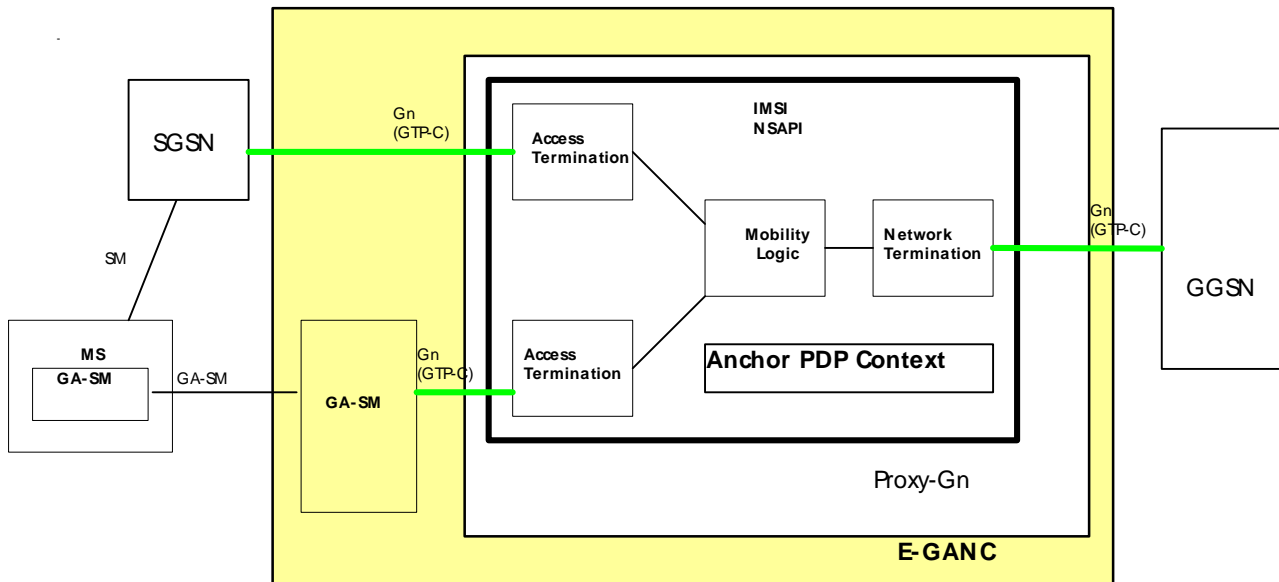 SGSN
Gn
(GTP-C)
Access
Termination
IMSI
NSAPI
Mobility
Logic
Network
Termination
Gn
(GTP-C)
GGSN
SM
MS
GA-SM
GA-SM
GA-SM
Gn
(GTP-C)
Access
Termination
Anchor PDP Context
Proxy-Gn
E-GANC